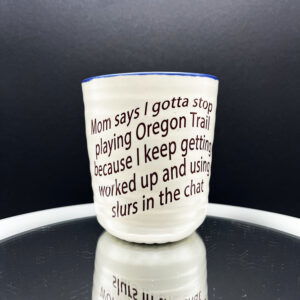 Mom says I gotta stop
playing Oregon Trail
because I keep getting
worked up and using
slurs in the chat